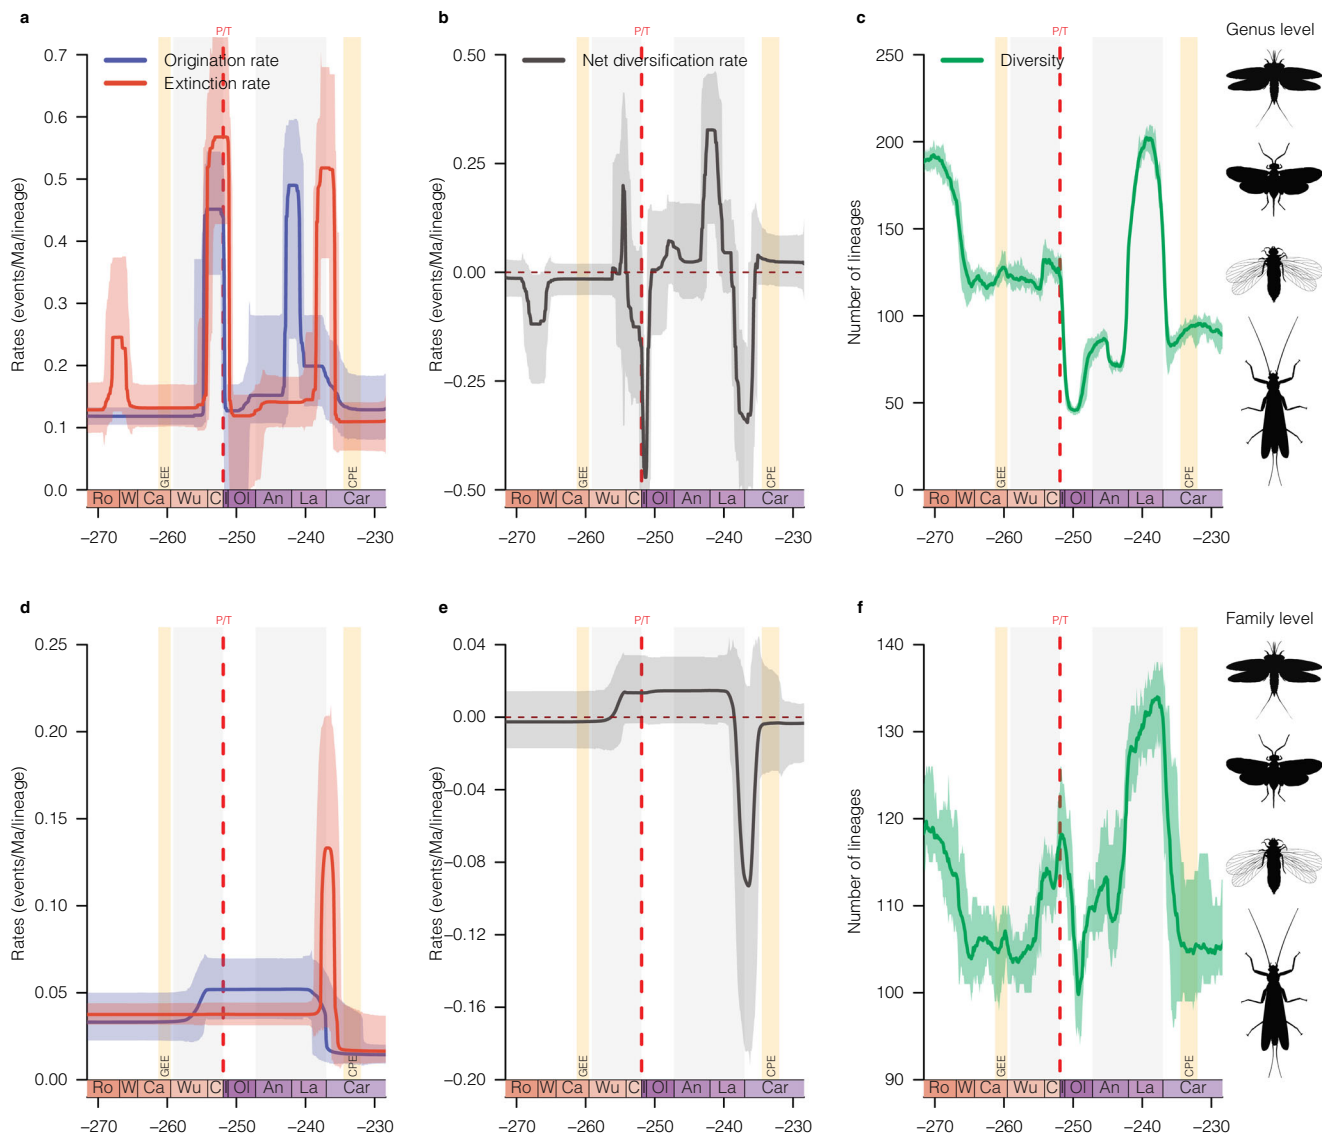 a
b
c
P/T
P/T
P/T
Genus level
Origination rate
Extinction rate
Net diversification rate
Diversity
Rates (events/Ma/lineage)
0.7
0.6
0.5
0.4
0.3
0.2
0.1
0.0
GEE
CPE
Ro W Ca Wu C Ol An La Car
−270 −260 −250 −240 −230
Rates (events/Ma/lineage)
0.50
0.25
0.00
−0.25
−0.50
GEE
CPE
Ro W Ca Wu C Ol An La Car
−270 −260 −250 −240 −230
Number of lineages
250
200
150
100
50
0
GEE
CPE
Ro W Ca Wu C Ol An La Car
−270 −260 −250 −240 −230
d
e
f
P/T
P/T
P/T
Family level
Rates (events/Ma/lineage)
0.25
0.20
0.15
0.10
0.05
0.00
GEE
CPE
Ro W Ca Wu C Ol An La Car
−270 −260 −250 −240 −230
Rates (events/Ma/lineage)
0.04
0.00
−0.04
−0.08
−0.12
−0.16
−0.20
GEE
CPE
Ro W Ca Wu C Ol An La Car
−270 −260 −250 −240 −230
Number of lineages
140
130
120
110
100
90
GEE
CPE
Ro W Ca Wu C Ol An La Car
−270 −260 −250 −240 −230